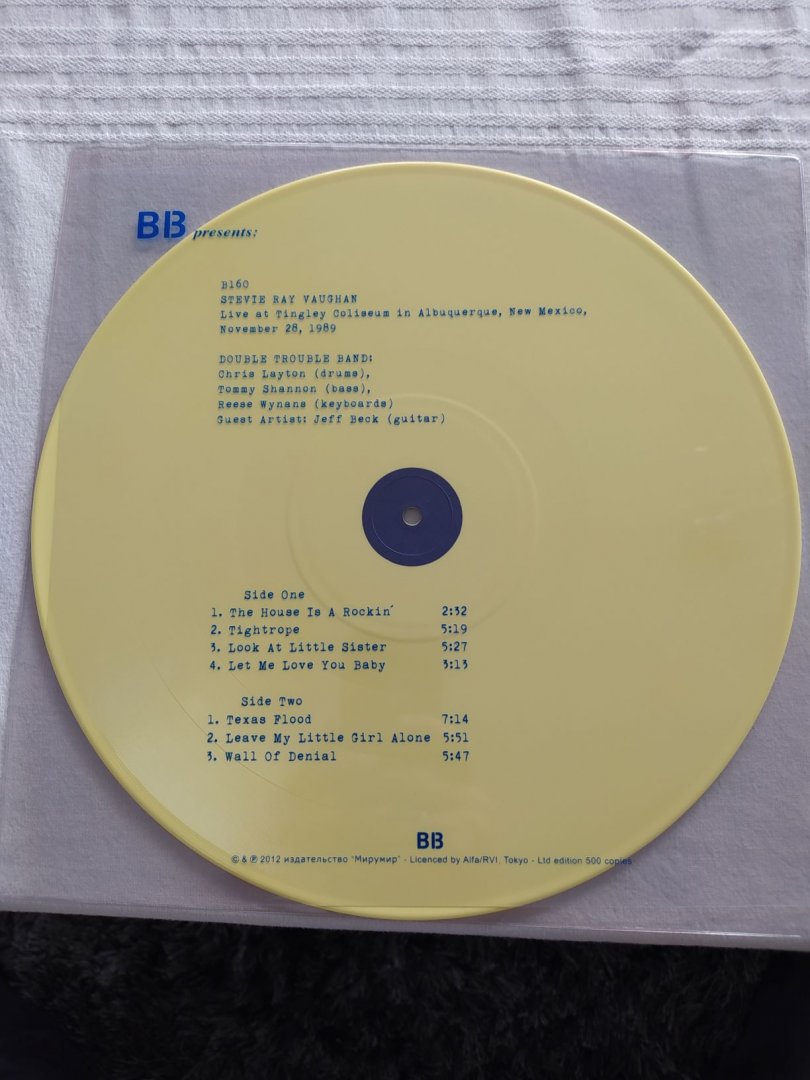 BB presents:
B160
STEVIE RAY VAUGHAN
Live at Tingley Coliseum in Albuquerque, New Mexico,
November 28, 1989
DOUBLE TROUBLE BAND:
Chris Layton (drums),
Tommy Shannon (bass),
Reese Wynans (keyboards)
Guest Artist: Jeff Beck (guitar)
Side One
1. The House Is A Rockin´ 2:32
2. Tightrope 5:19
3. Look At Little Sister 5:27
4. Let Me Love You Baby 3:13
Side Two
1. Texas Flood 7:14
2. Leave My Little Girl Alone 5:51
3. Wall Of Denial 5:47
BB
© & ℗ 2012 издательство "Мирумир" - Licenced by Alfa/RVI, Tokyo - Ltd edition 500 copies